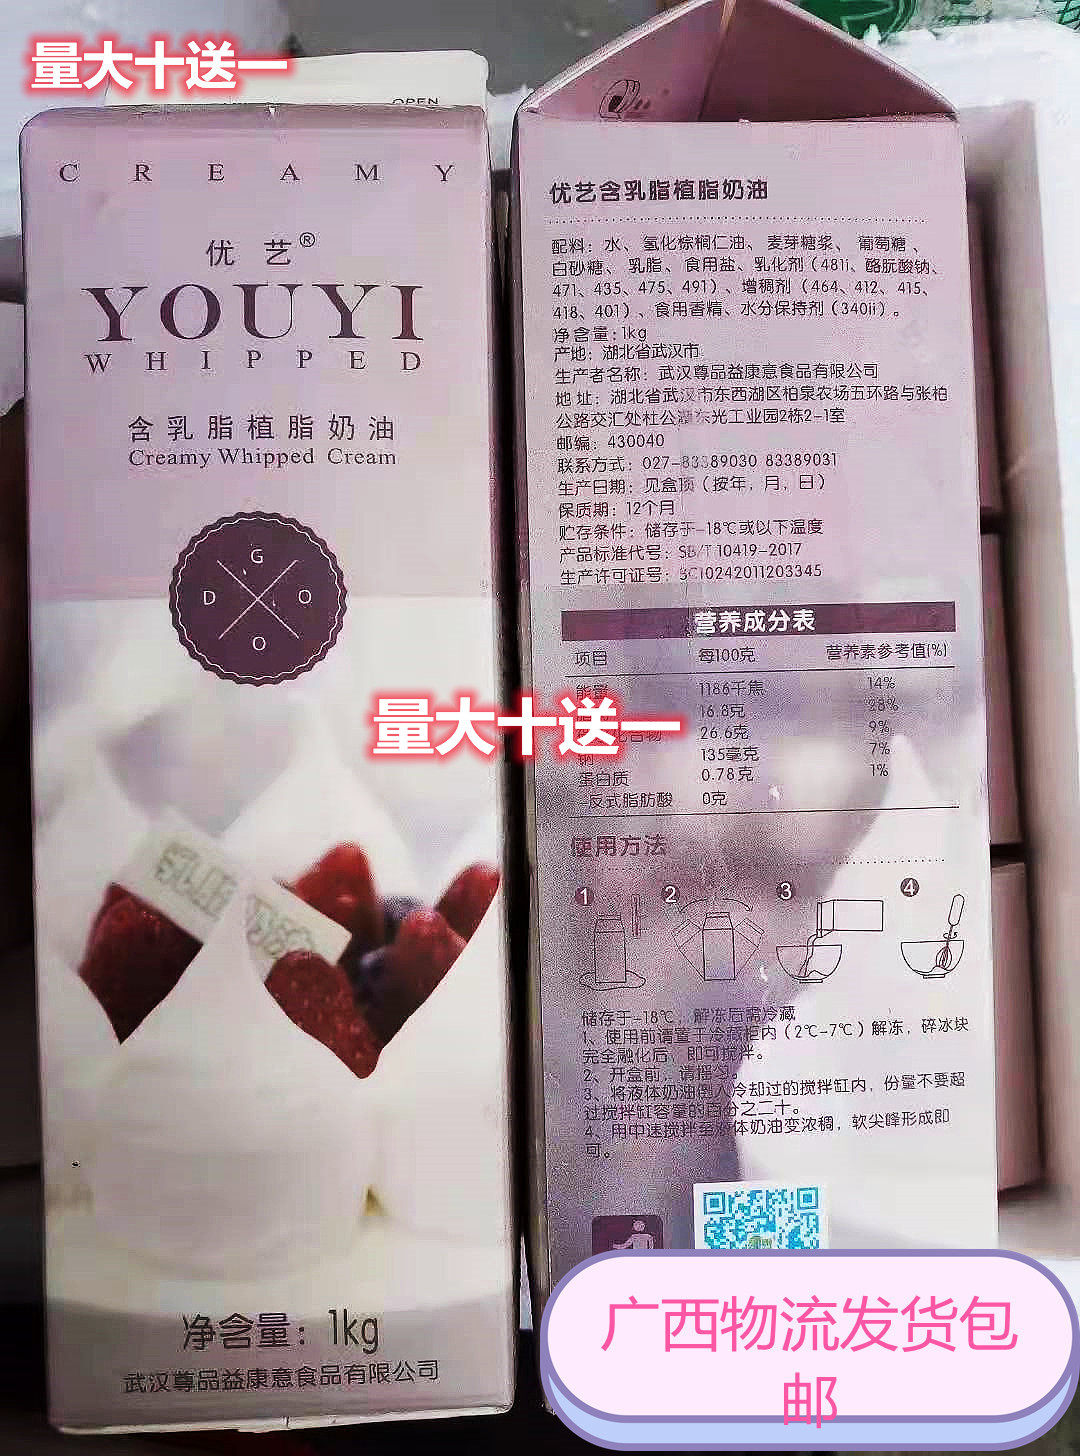 量大十送一
OPEN
C R E A M Y
优艺®
YOUYI
WHIPPED
含乳脂植脂奶油
Creamy Whipped Cream
G
D O
O
净含量：1kg
武汉尊品益康意食品有限公司
优艺含乳脂植脂奶油
配料：水、氢化棕榈仁油、麦芽糖浆、葡萄糖、
白砂糖、乳脂、食用盐、乳化剂（481i、酪朊酸钠、
471、435、475、491）、增稠剂（464、412、415、
418、401）、食用香精、水分保持剂（340ii）。
净含量：1kg
产地：湖北省武汉市
生产者名称：武汉尊品益康意食品有限公司
地址：湖北省武汉市东西湖区柏泉农场五环路与张柏
公路交汇处杜公湖东光工业园2栋2-1室
邮编：430040
联系方式：027-83389030 83389031
生产日期：见盒顶（按年，月，日）
保质期：12个月
贮存条件：储存于-18℃或以下温度
产品标准代号：SB/T 10419-2017
生产许可证号：SC10242011203345
营养成分表
项目 每100克 营养素参考值(%)
能量 1186千焦 14%
16.8克 28%
量大十送一
化合物 26.6克 9%
钠 135毫克 7%
蛋白质 0.78克 1%
-反式脂肪酸 0克
使用方法
1 2 3 4
储存于-18℃，解冻后需冷藏
1、使用前请置于冷藏柜内（2℃-7℃）解冻，碎冰块
完全融化后，即可搅拌。
2、开盒前，请摇匀。
3、将液体奶油倒入冷却过的搅拌缸内，份量不要超
过搅拌缸容量的百分之二十。
4、用中速搅拌至液体奶油变浓稠，软尖峰形成即
可。
广西物流发货包
邮